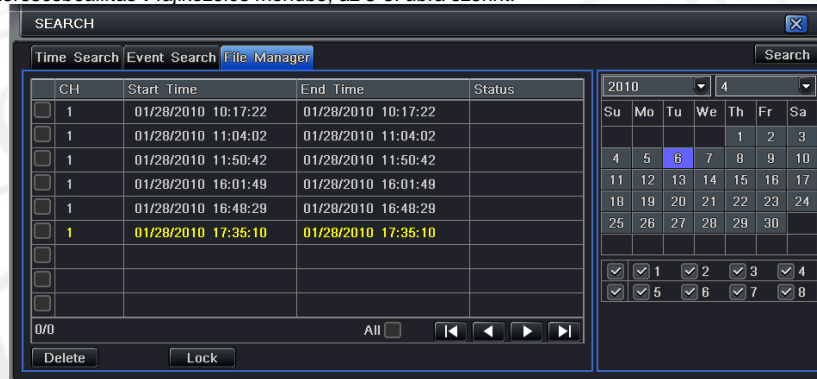 SEARCH
Time Search Event Search File Manager Search
CH Start Time End Time Status
1 01/28/2010 10:17:22 01/28/2010 10:17:22
1 01/28/2010 11:04:02 01/28/2010 11:04:02
1 01/28/2010 11:50:42 01/28/2010 11:50:42
1 01/28/2010 16:01:49 01/28/2010 16:01:49
1 01/28/2010 16:48:29 01/28/2010 16:48:29
1 01/28/2010 17:35:10 01/28/2010 17:35:10
0/0 All
Delete Lock
2010 4
Su Mo Tu We Th Fr Sa
1 2 3
4 5 6 7 8 9 10
11 12 13 14 15 16 17
18 19 20 21 22 23 24
25 26 27 28 29 30
1 2 3 4
5 6 7 8